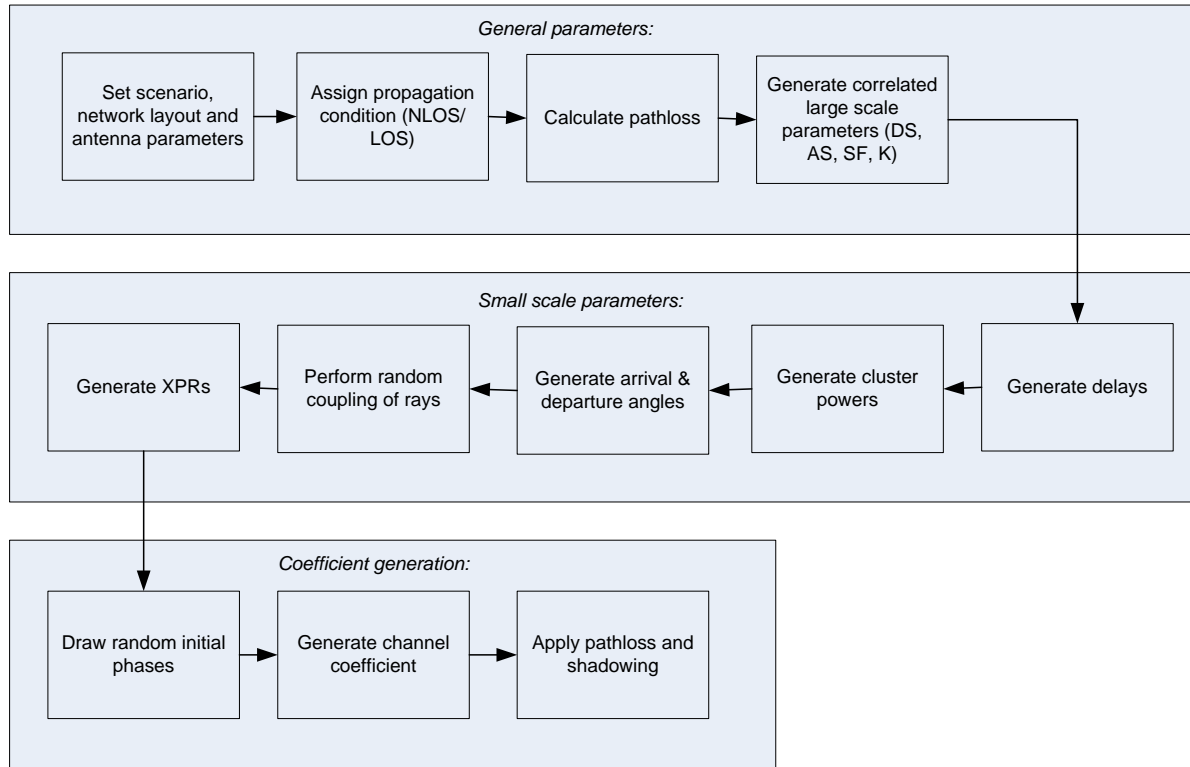 General parameters:
Set scenario,
network layout and
antenna parameters
Assign propagation
condition (NLOS/
LOS)
Calculate pathloss
Generate correlated
large scale
parameters (DS,
AS, SF, K)
Small scale parameters:
Generate XPRs
Perform random
coupling of rays
Generate arrival &
departure angles
Generate cluster
powers
Generate delays
Coefficient generation:
Draw random initial
phases
Generate channel
coefficient
Apply pathloss and
shadowing